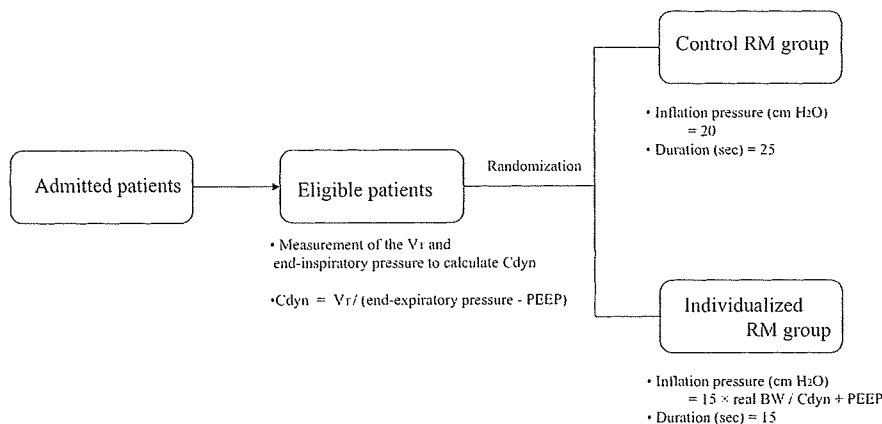 Control RM group
• Inflation pressure (cm H2O)
= 20
• Duration (sec) = 25
Admitted patients
Eligible patients
Randomization
• Measurement of the VT and
end-inspiratory pressure to calculate Cdyn
•Cdyn = VT / (end-expiratory pressure - PEEP)
Individualized
RM group
• Inflation pressure (cm H2O)
= 15 × real BW / Cdyn + PEEP
• Duration (sec) = 15